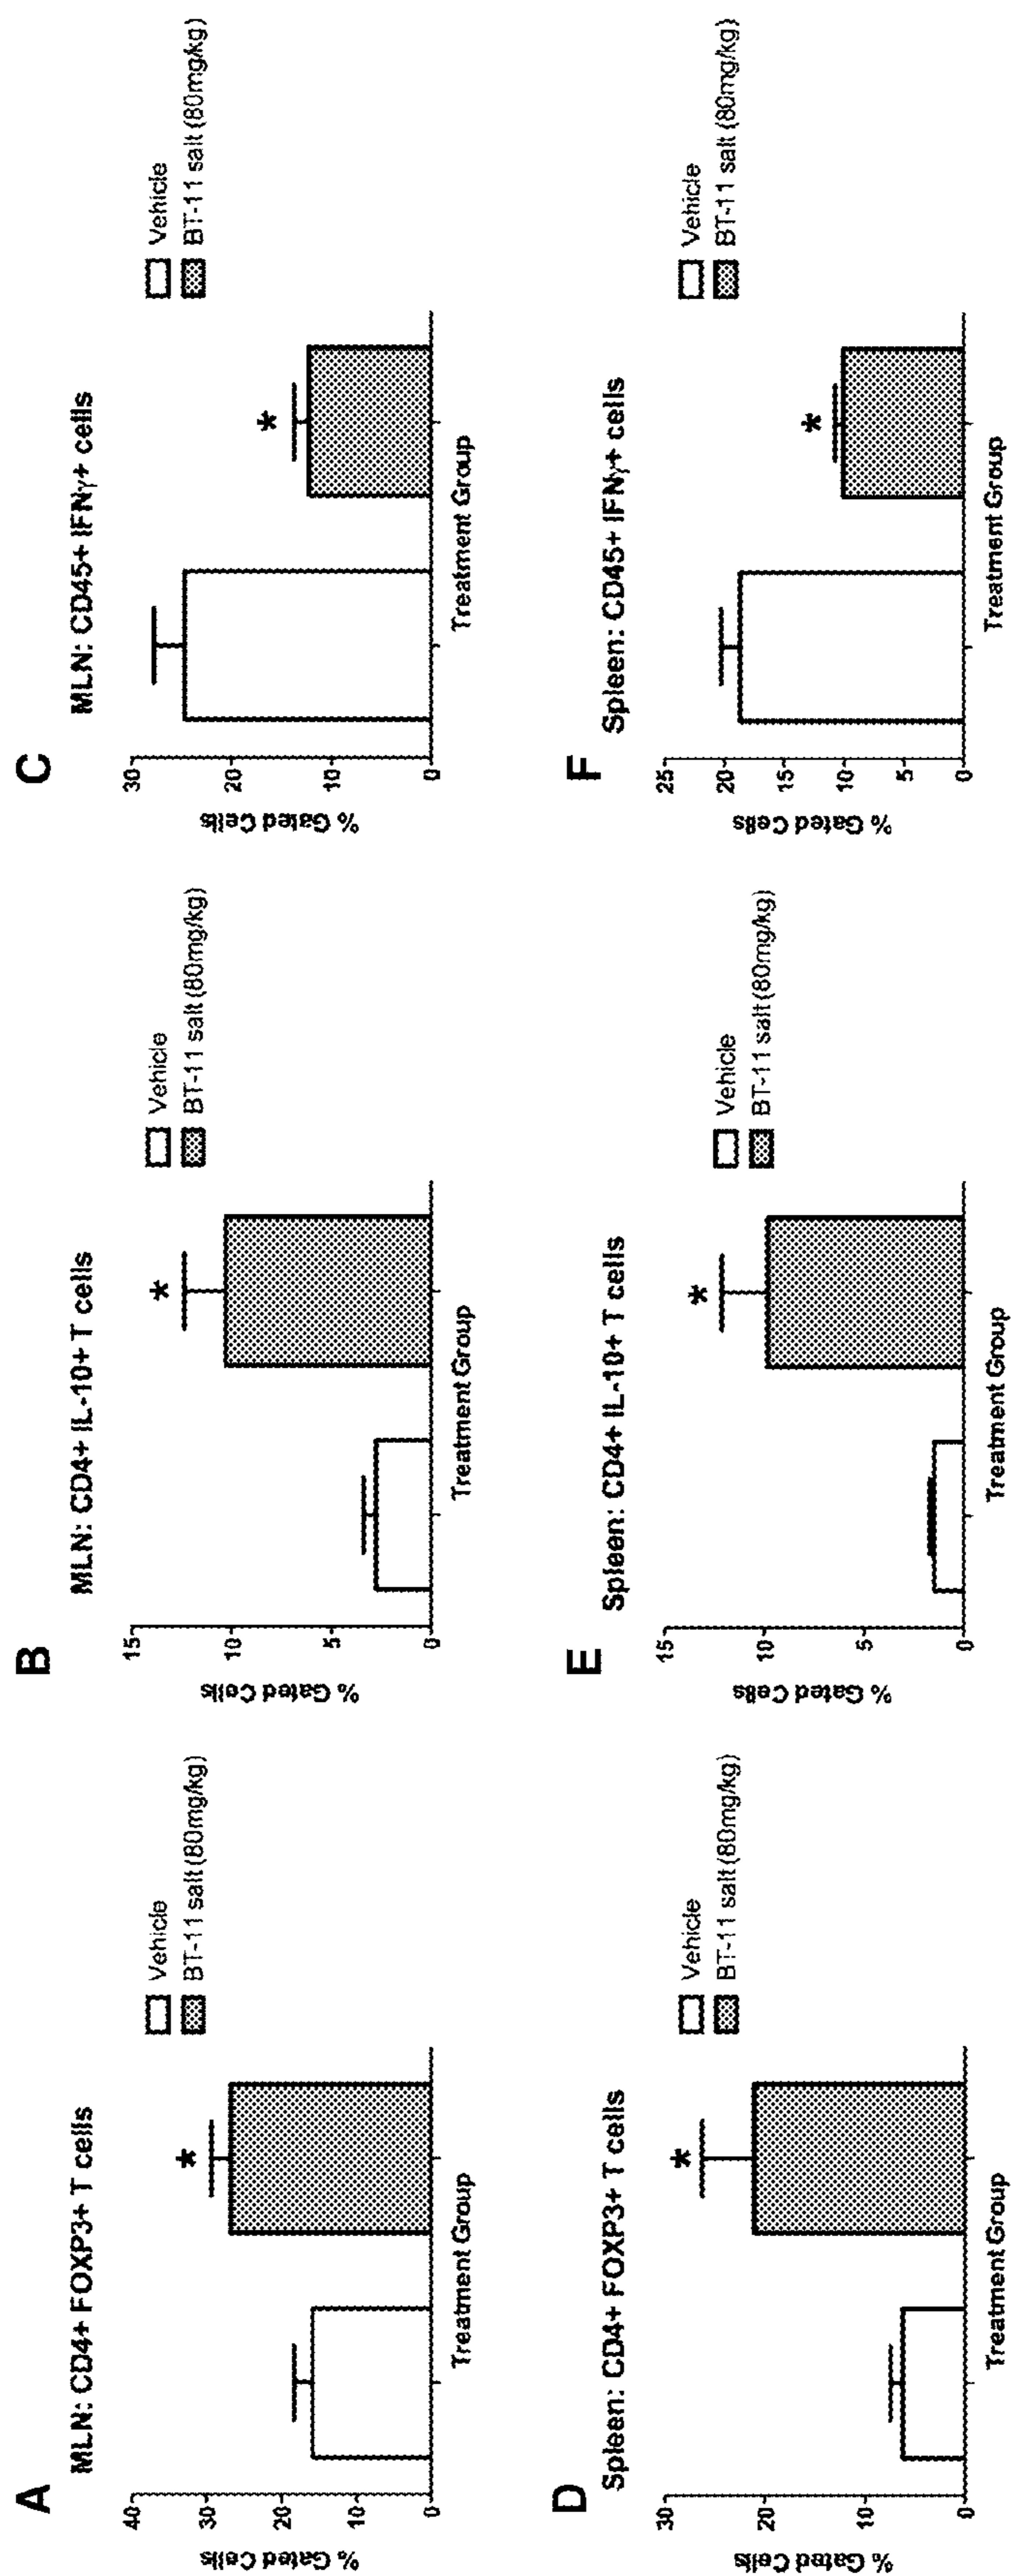 A
MLN: CD4+ FOXP3+ T cells
% Gated Cells
40
30
20
10
0
Treatment Group
*
Vehicle
BT-11 salt (80mg/kg)
B
MLN: CD4+ IL-10+ T cells
% Gated Cells
15
10
5
0
Treatment Group
*
Vehicle
BT-11 salt (80mg/kg)
C
MLN: CD45+ IFNγ+ cells
% Gated Cells
30
20
10
0
Treatment Group
*
Vehicle
BT-11 salt (80mg/kg)
D
Spleen: CD4+ FOXP3+ T cells
% Gated Cells
30
20
10
0
Treatment Group
*
Vehicle
BT-11 salt (80mg/kg)
E
Spleen: CD4+ IL-10+ T cells
% Gated Cells
15
10
5
0
Treatment Group
*
Vehicle
BT-11 salt (80mg/kg)
F
Spleen: CD45+ IFNγ+ cells
% Gated Cells
25
20
15
10
5
0
Treatment Group
*
Vehicle
BT-11 salt (80mg/kg)